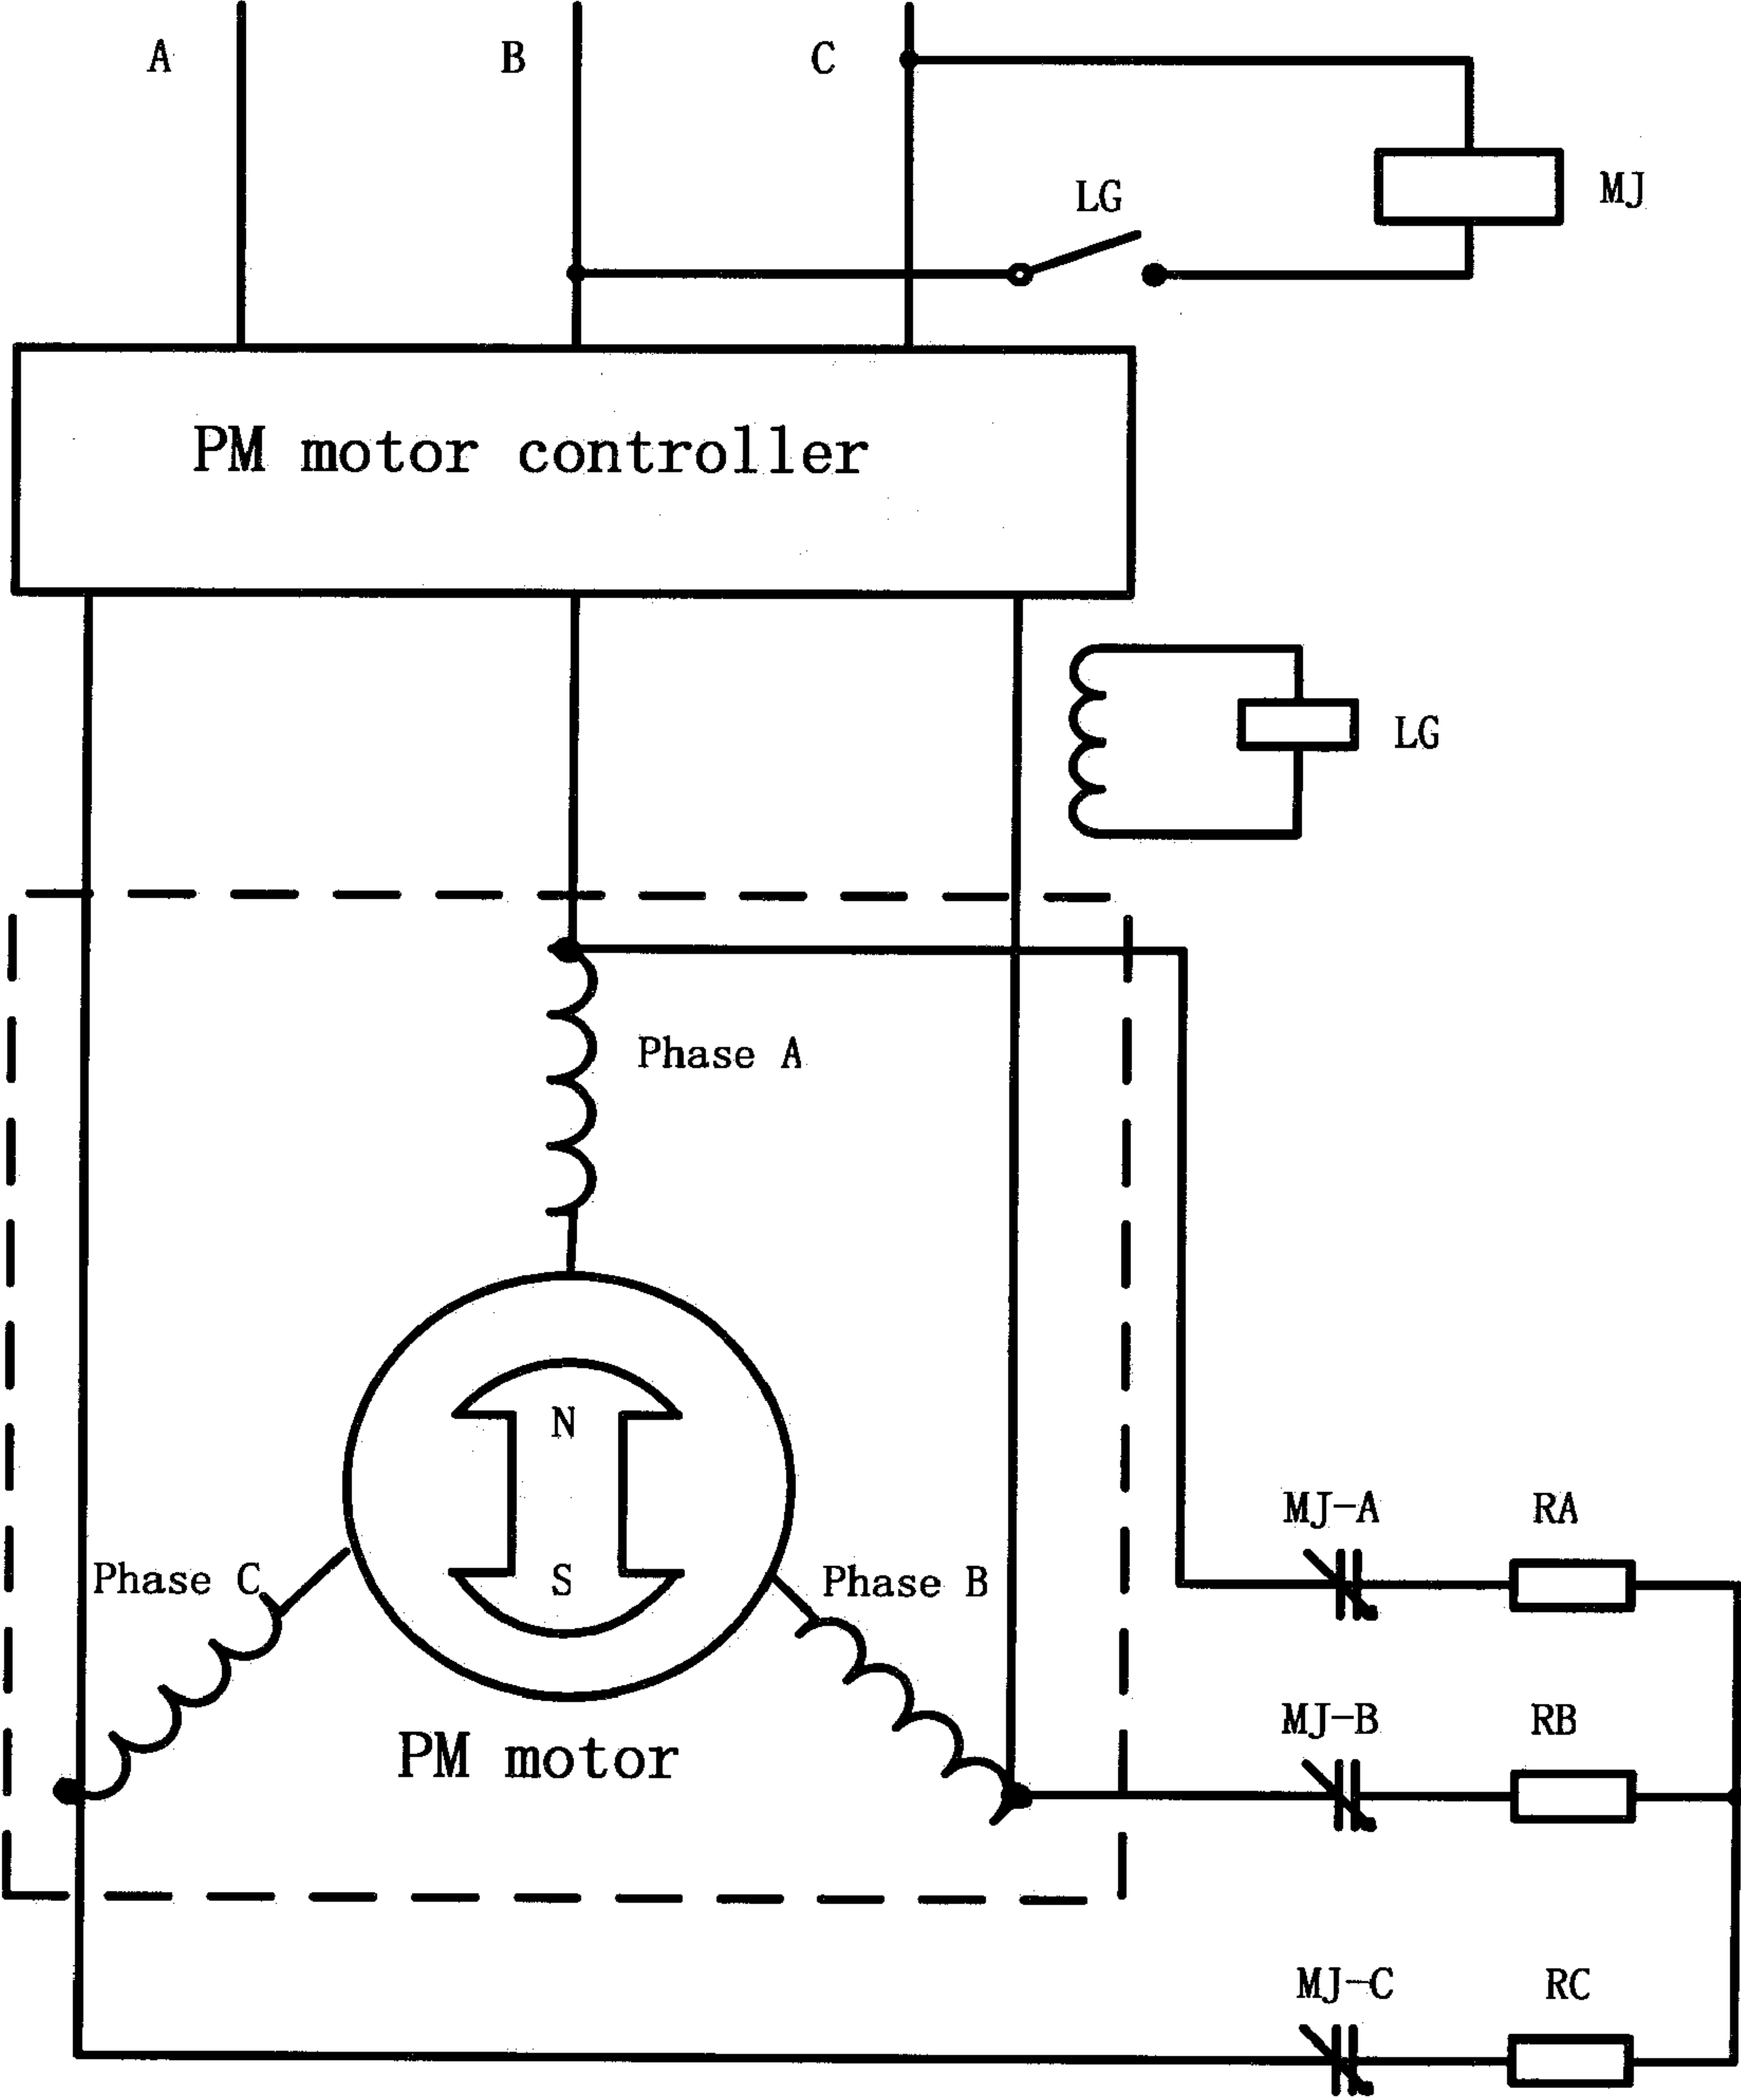 A
B
C
LG
MJ
PM motor controller
LG
Phase A
N
S
Phase C
Phase B
PM motor
MJ-A
RA
MJ-B
RB
MJ-C
RC